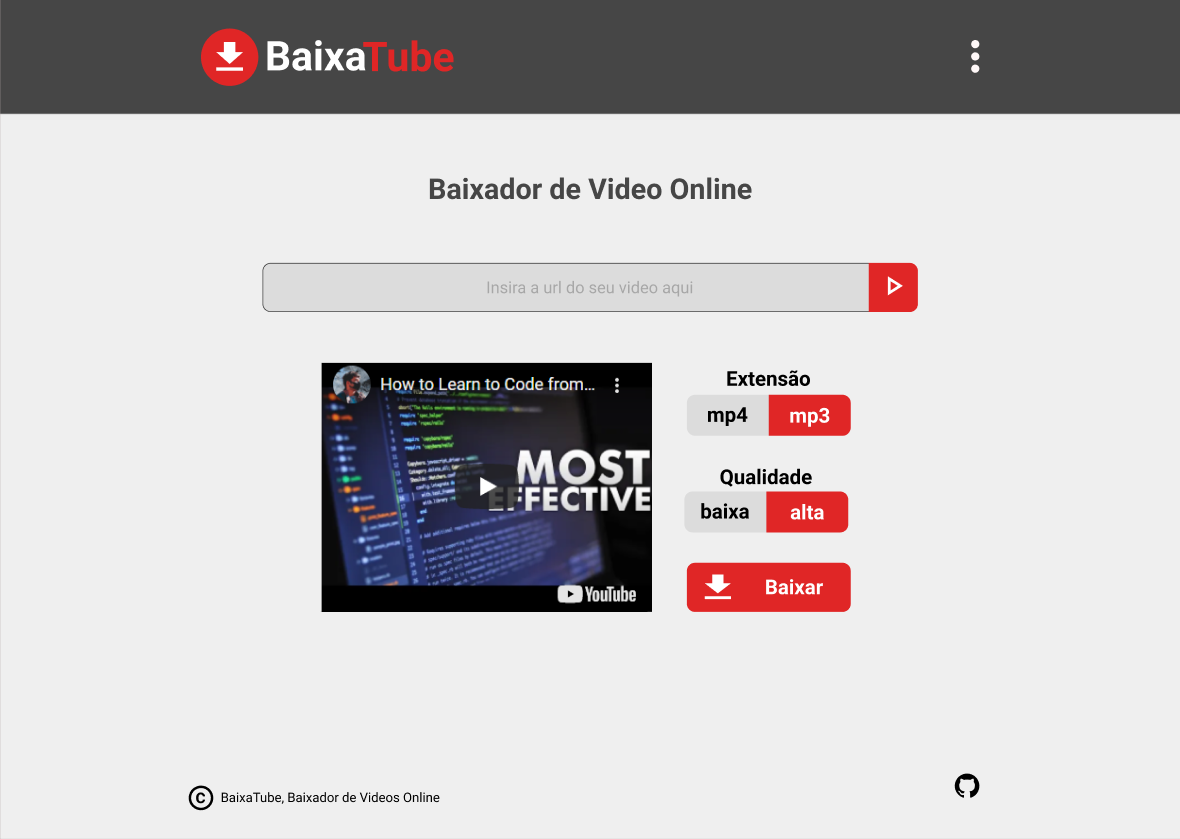 BaixaTube
Baixador de Video Online
Insira a url do seu video aqui
How to Learn to Code from...
MOST
EFFECTIVE
YouTube
Extensão
mp4 mp3
Qualidade
baixa alta
Baixar
© BaixaTube, Baixador de Videos Online